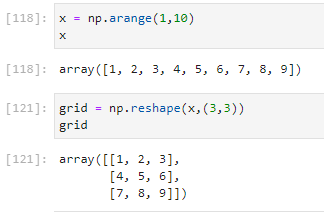 [118]: x = np.arange(1,10)
x
[118]: array([1, 2, 3, 4, 5, 6, 7, 8, 9])
[121]: grid = np.reshape(x,(3,3))
grid
[121]: array([[1, 2, 3],
[4, 5, 6],
[7, 8, 9]])